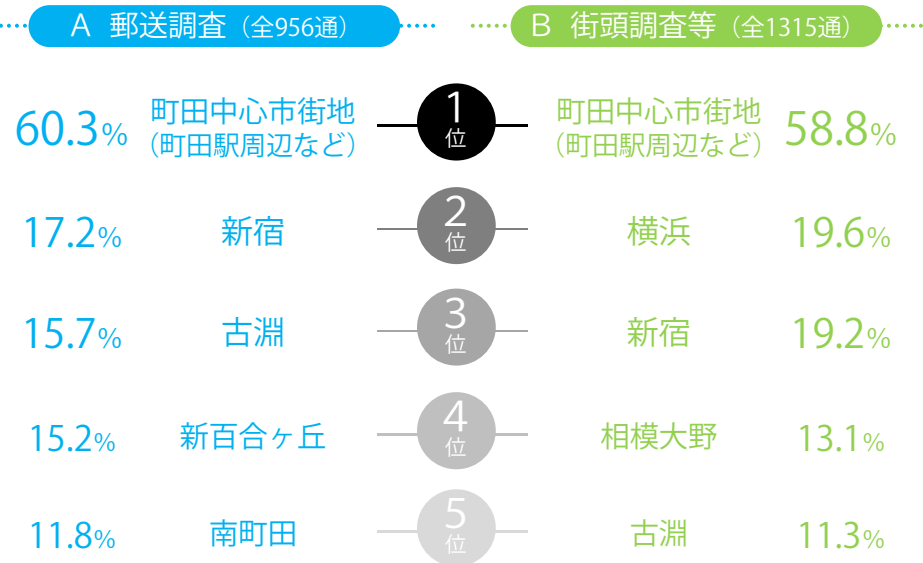 A 郵送調査（全956通）
B 街頭調査等（全1315通）
60.3%
町田中心市街地
（町田駅周辺など）
1
位
町田中心市街地
（町田駅周辺など）
58.8%
17.2%
新宿
2
位
横浜
19.6%
15.7%
古淵
3
位
新宿
19.2%
15.2%
新百合ヶ丘
4
位
相模大野
13.1%
11.8%
南町田
5
位
古淵
11.3%